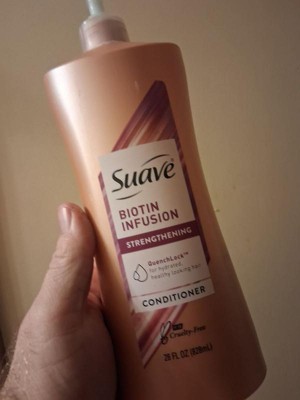 Suave
BIOTIN
INFUSION
STRENGTHENING
QuenchLock™
for hydrated,
healthy looking hair
CONDITIONER
Cruelty-Free
28 FL OZ (828mL)